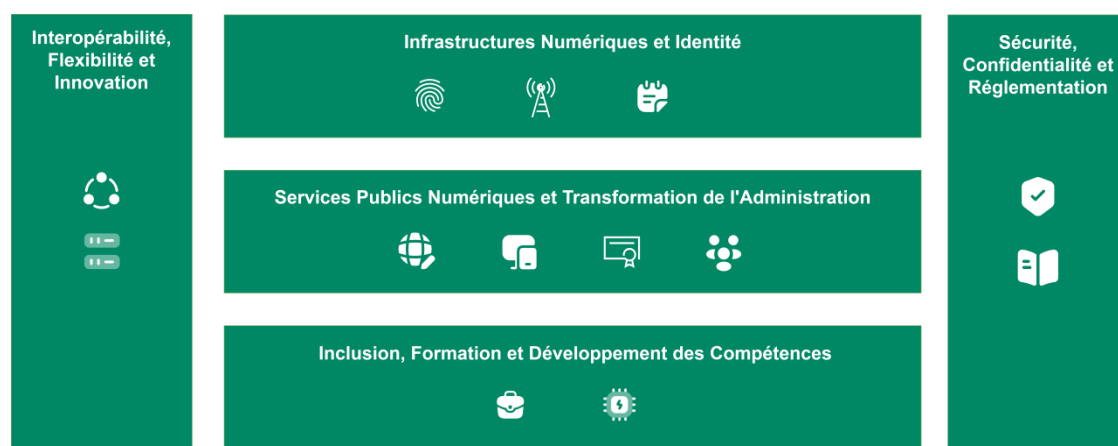 Interopérabilité,
Flexibilité et
Innovation
Infrastructures Numériques et Identité
Services Publics Numériques et Transformation de l'Administration
Inclusion, Formation et Développement des Compétences
Sécurité,
Confidentialité et
Réglementation